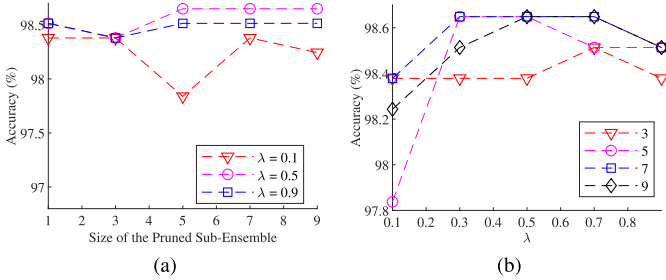 98.5
98
97.5
97
Accuracy (%)
1 2 3 4 5 6 7 8 9
Size of the Pruned Sub-Ensemble
λ = 0.1
λ = 0.5
λ = 0.9
(a)
98.6
98.4
98.2
98
97.8
Accuracy (%)
0.1 0.2 0.3 0.4 0.5 0.6 0.7 0.8
λ
3
5
7
9
(b)